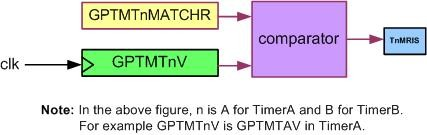 GPTMTnMATCHR
comparator
TnMRIS
clk
GPTMTnV
Note: In the above figure, n is A for TimerA and B for TimerB.
For example GPTMTnV is GPTMTAV in TimerA.